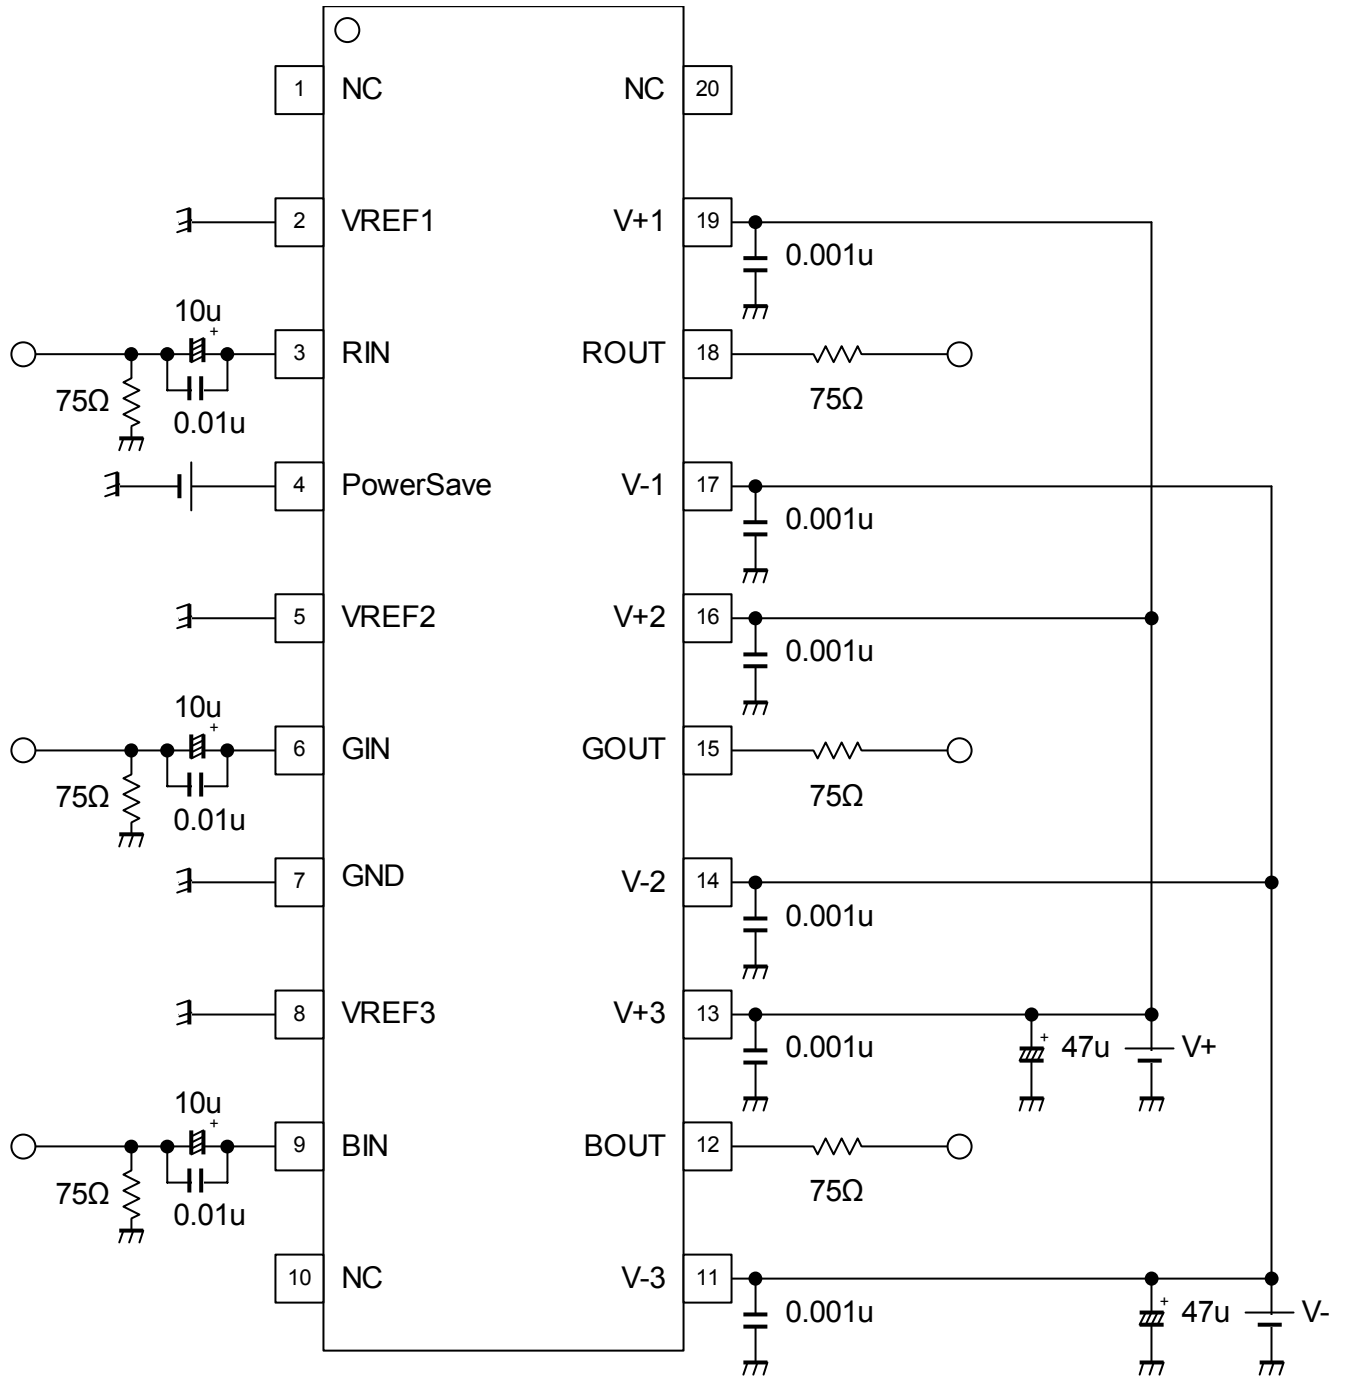 1 NC NC 20
2 VREF1 V+1 19
0.001u
10u
+
3 RIN ROUT 18
75Ω 75Ω
0.01u
4 PowerSave V-1 17
0.001u
5 VREF2 V+2 16
0.001u
10u
+
6 GIN GOUT 15
75Ω 75Ω
0.01u
7 GND V-2 14
0.001u
8 VREF3 V+3 13
0.001u + 47u V+
10u
+
9 BIN BOUT 12
75Ω 75Ω
0.01u
10 NC V-3 11
0.001u + 47u V-